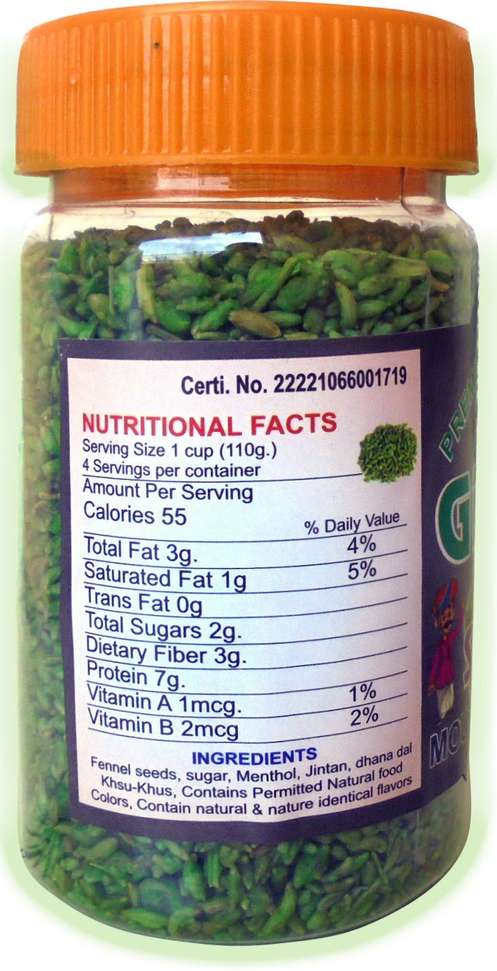 Certi. No. 22221066001719
NUTRITIONAL FACTS
Serving Size 1 cup (110g.)
4 Servings per container
Amount Per Serving
Calories 55
% Daily Value
Total Fat 3g. 4%
Saturated Fat 1g 5%
Trans Fat 0g
Total Sugars 2g.
Dietary Fiber 3g.
Protein 7g.
Vitamin A 1mcg. 1%
Vitamin B 2mcg 2%
INGREDIENTS
Fennel seeds, sugar, Menthol, Jintan, dhana dal
Khsu-Khus, Contains Permitted Natural food
Colors, Contain natural & nature identical flavors